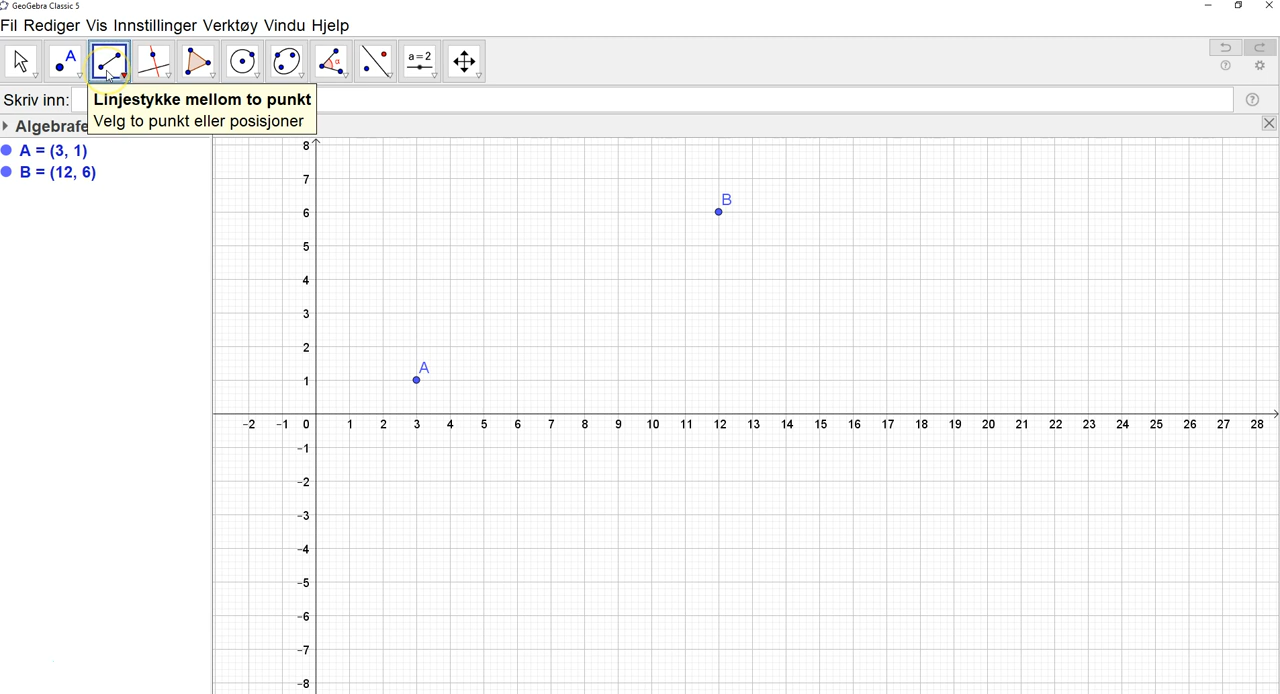 GeoGebra Classic 5
Fil Rediger Vis Innstillinger Verktøy Vindu Hjelp
A
α
a=2
Skriv inn:
Linjestykke mellom to punkt
Velg to punkt eller posisjoner
Algebrafe
A = (3, 1)
B = (12, 6)
8
7
B
6
5
4
3
2
A
1
−2 −1 0 1 2 3 4 5 6 7 8 9 10 11 12 13 14 15 16 17 18 19 20 21 22 23 24 25 26 27 28
−1
−2
−3
−4
−5
−6
−7
−8